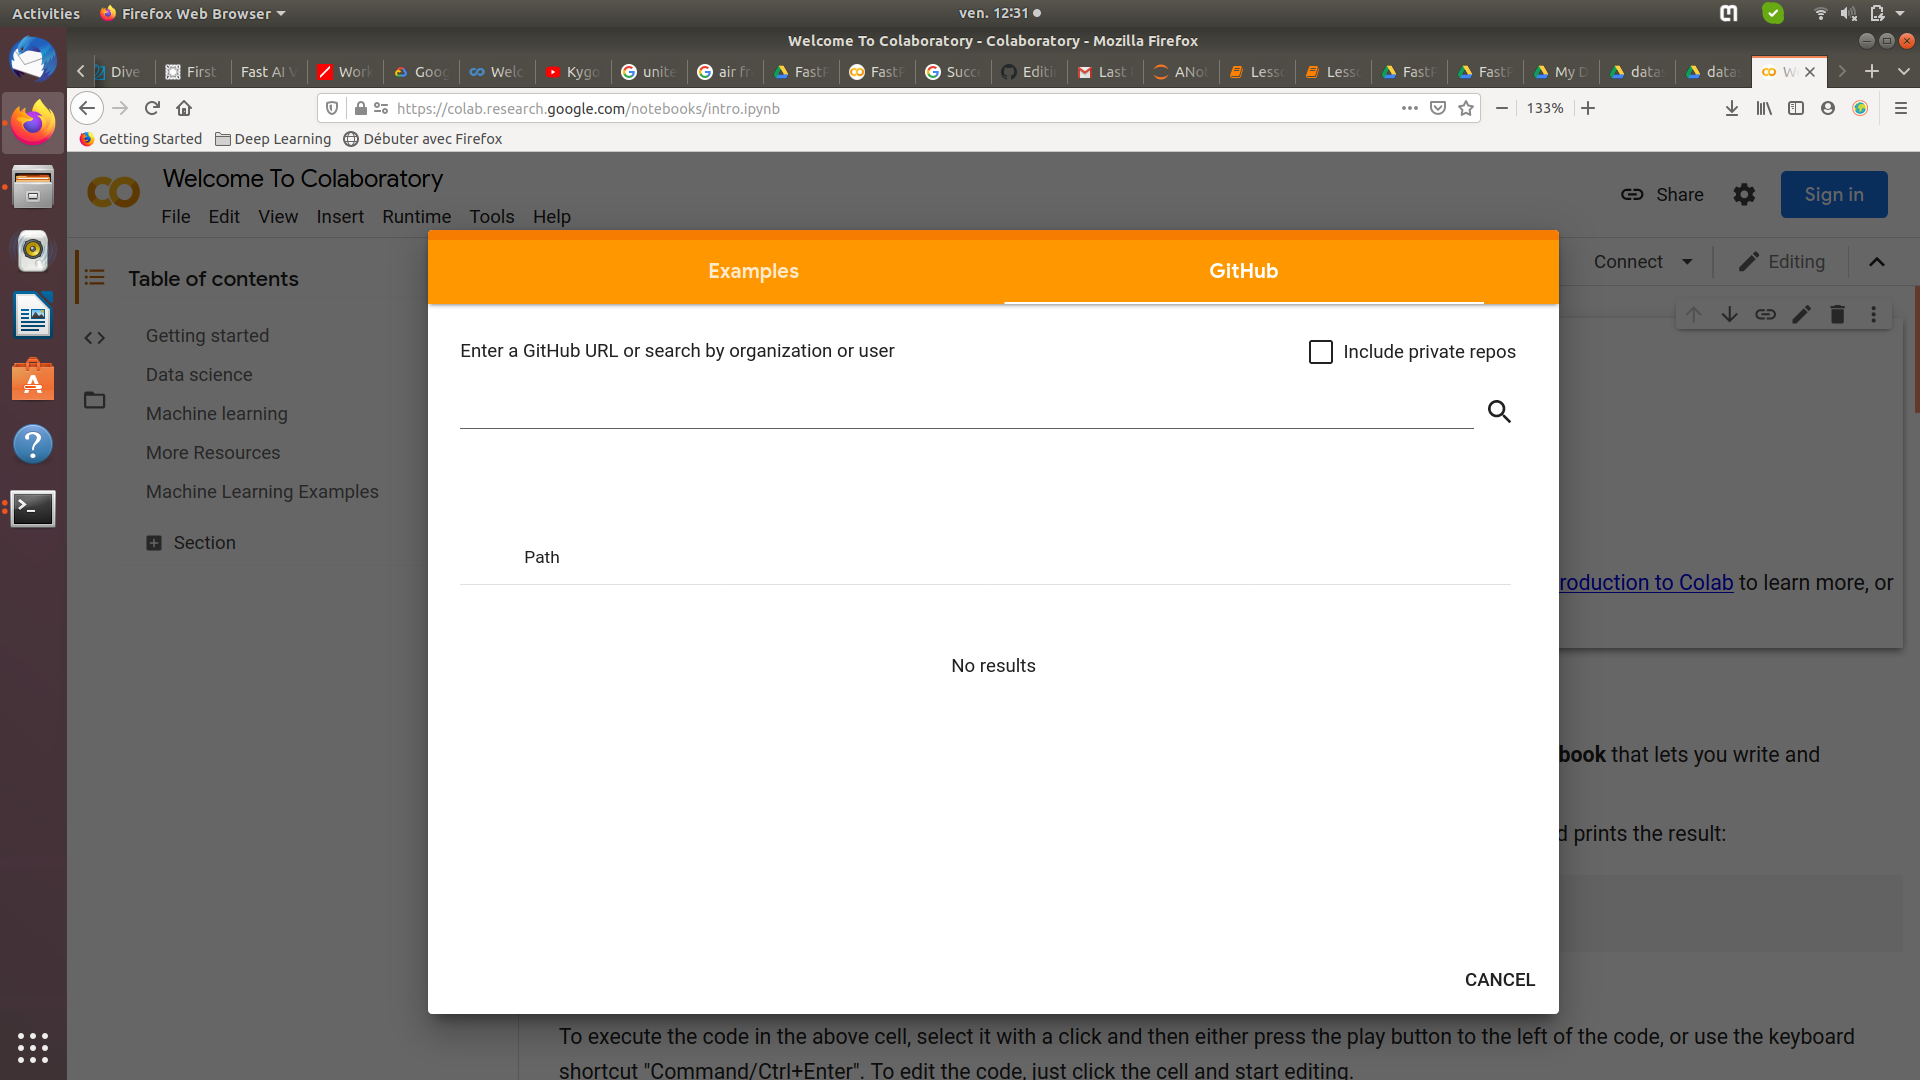 Activities Firefox Web Browser ven. 12:31
Welcome To Colaboratory - Colaboratory - Mozilla Firefox
Dive First Fast AI V Work Goog Welc Kygo unite air fr FastP FastP Succ Editi Last ANot Lesso Lesso FastP FastP My D data data W
https://colab.research.google.com/notebooks/intro.ipynb 133%
Getting Started Deep Learning Débuter avec Firefox
Welcome To Colaboratory
File Edit View Insert Runtime Tools Help
Share Sign in
Table of contents
Connect Editing
Getting started
Data science
Machine learning
More Resources
Machine Learning Examples
Section
Examples GitHub
Enter a GitHub URL or search by organization or user
Include private repos
Path
No results
CANCEL
roduction to Colab to learn more, or
book that lets you write and
d prints the result:
To execute the code in the above cell, select it with a click and then either press the play button to the left of the code, or use the keyboard
shortcut "Command/Ctrl+Enter". To edit the code, just click the cell and start editing.